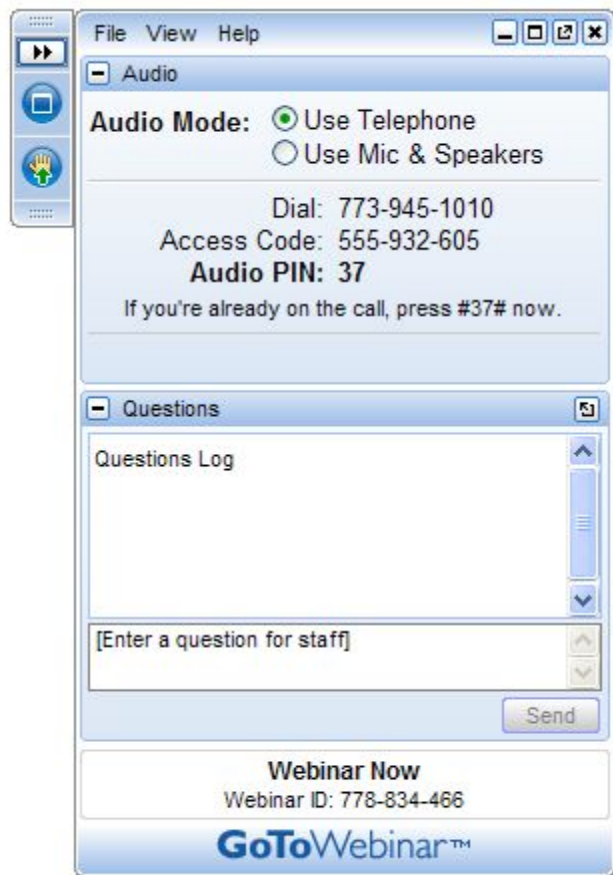 File View Help
Audio
Audio Mode: Use Telephone
Use Mic & Speakers
Dial: 773-945-1010
Access Code: 555-932-605
Audio PIN: 37
If you're already on the call, press #37# now.
Questions
Questions Log
[Enter a question for staff]
Send
Webinar Now
Webinar ID: 778-834-466
GoToWebinar™